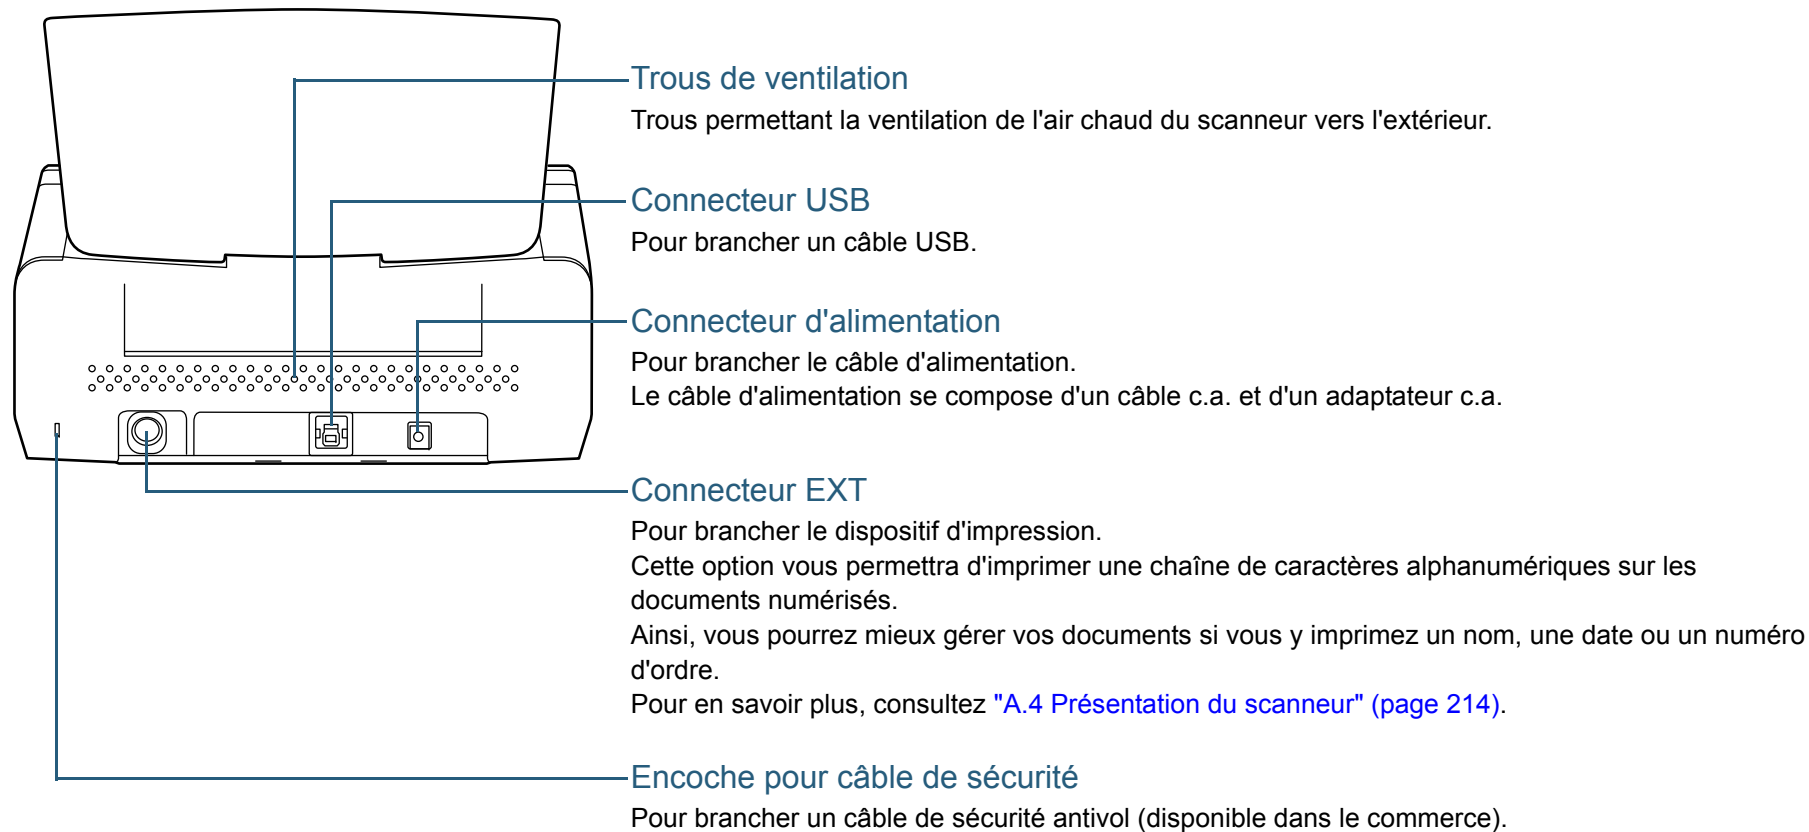 Trous de ventilation
Trous permettant la ventilation de l'air chaud du scanneur vers l'extérieur.
Connecteur USB
Pour brancher un câble USB.
Connecteur d'alimentation
Pour brancher le câble d'alimentation.
Le câble d'alimentation se compose d'un câble c.a. et d'un adaptateur c.a.
Connecteur EXT
Pour brancher le dispositif d'impression.
Cette option vous permettra d'imprimer une chaîne de caractères alphanumériques sur les
documents numérisés.
Ainsi, vous pourrez mieux gérer vos documents si vous y imprimez un nom, une date ou un numéro
d'ordre.
Pour en savoir plus, consultez "A.4 Présentation du scanneur" (page 214).
Encoche pour câble de sécurité
Pour brancher un câble de sécurité antivol (disponible dans le commerce).